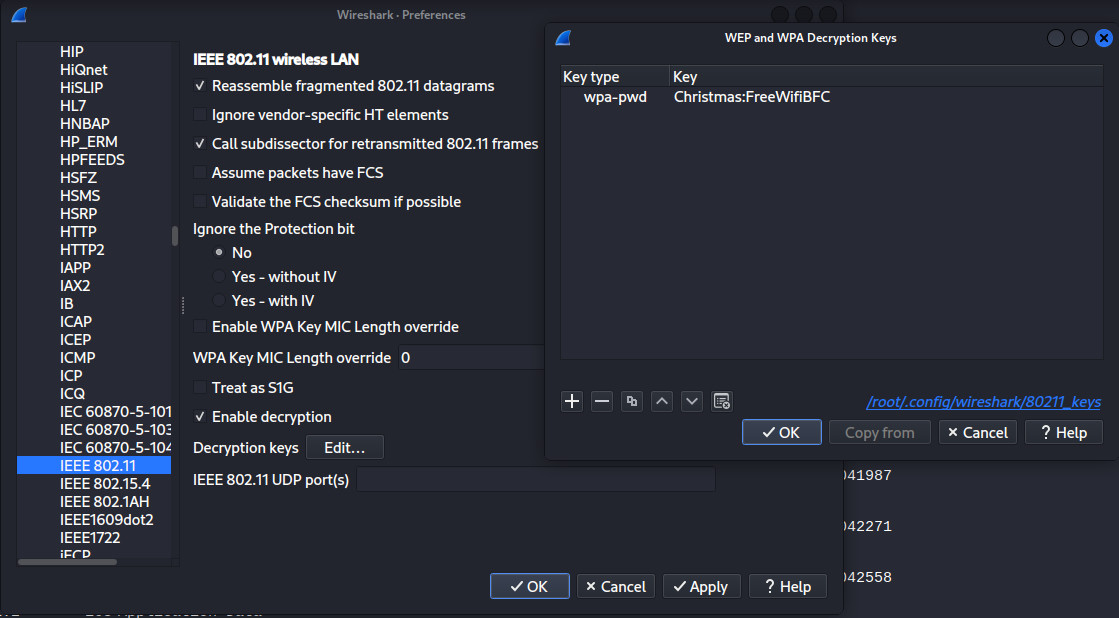 Wireshark · Preferences
HIP
HiQnet
HiSLIP
HL7
HNBAP
HP_ERM
HPFEEDS
HSFZ
HSMS
HSRP
HTTP
HTTP2
IAPP
IAX2
IB
ICAP
ICEP
ICMP
ICP
ICQ
IEC 60870-5-101
IEC 60870-5-103
IEC 60870-5-104
IEEE 802.11
IEEE 802.15.4
IEEE 802.1AH
IEEE1609dot2
IEEE1722
iFCP
IEEE 802.11 wireless LAN
Reassemble fragmented 802.11 datagrams
Ignore vendor-specific HT elements
Call subdissector for retransmitted 802.11 frames
Assume packets have FCS
Validate the FCS checksum if possible
Ignore the Protection bit
No
Yes - without IV
Yes - with IV
Enable WPA Key MIC Length override
WPA Key MIC Length override 0
Treat as S1G
Enable decryption
Decryption keys Edit...
IEEE 802.11 UDP port(s)
OK Cancel Apply ? Help
WEP and WPA Decryption Keys
Key type Key
wpa-pwd Christmas:FreeWifiBFC
/root/.config/wireshark/80211_keys
OK Copy from Cancel ? Help
041987
042271
042558